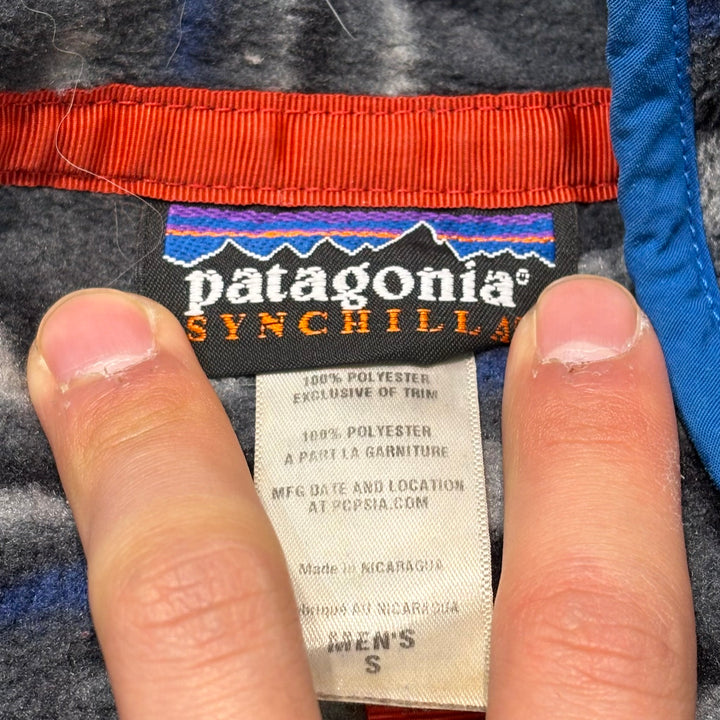 patagonia®
SYNCHILLA
100% POLYESTER
EXCLUSIVE OF TRIM
100% POLYESTER
A PART LA GARNITURE
MFG DATE AND LOCATION
AT PCPSIA.COM
Made in NICARAGUA
Fabriqué AU NICARAGUA
MEN'S
S